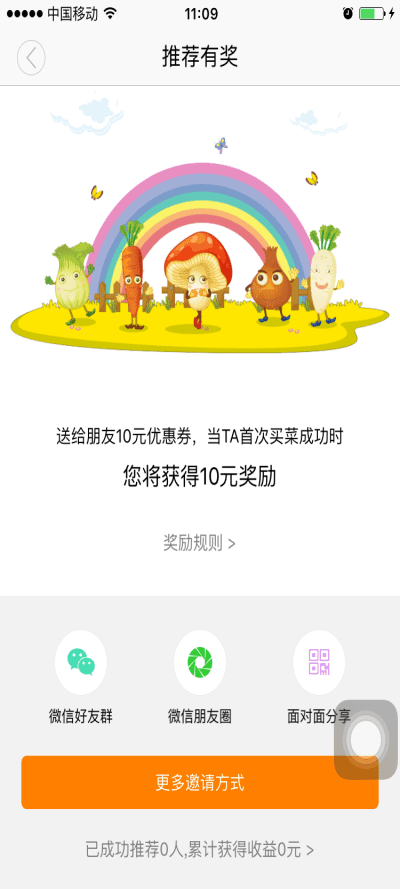 中国移动
11:09
推荐有奖
送给朋友10元优惠券，当TA首次买菜成功时
您将获得10元奖励
奖励规则 >
微信好友群
微信朋友圈
面对面分享
更多邀请方式
已成功推荐0人,累计获得收益0元 >